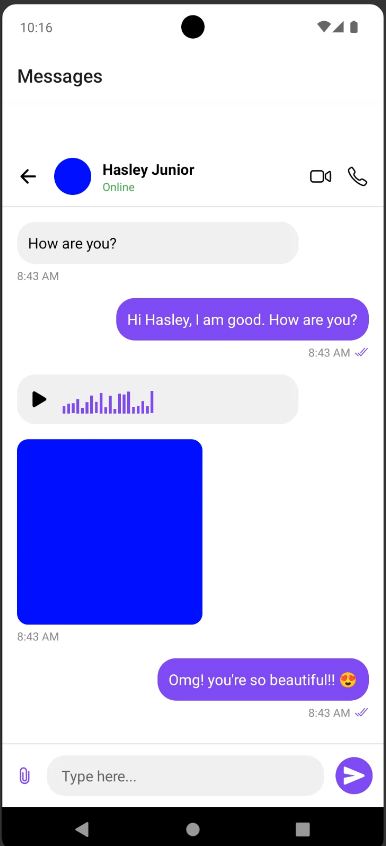 10:16
Messages
Hasley Junior
Online
How are you?
8:43 AM
Hi Hasley, I am good. How are you?
8:43 AM
8:43 AM
Omg! you're so beautiful!! 😍
8:43 AM
Type here...